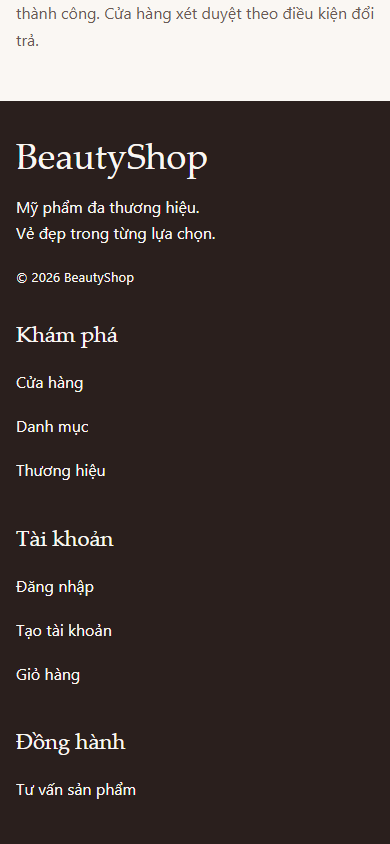 thành công. Cửa hàng xét duyệt theo điều kiện đổi
trả.
BeautyShop
Mỹ phẩm đa thương hiệu.
Vẻ đẹp trong từng lựa chọn.
© 2026 BeautyShop
Khám phá
Cửa hàng
Danh mục
Thương hiệu
Tài khoản
Đăng nhập
Tạo tài khoản
Giỏ hàng
Đồng hành
Tư vấn sản phẩm